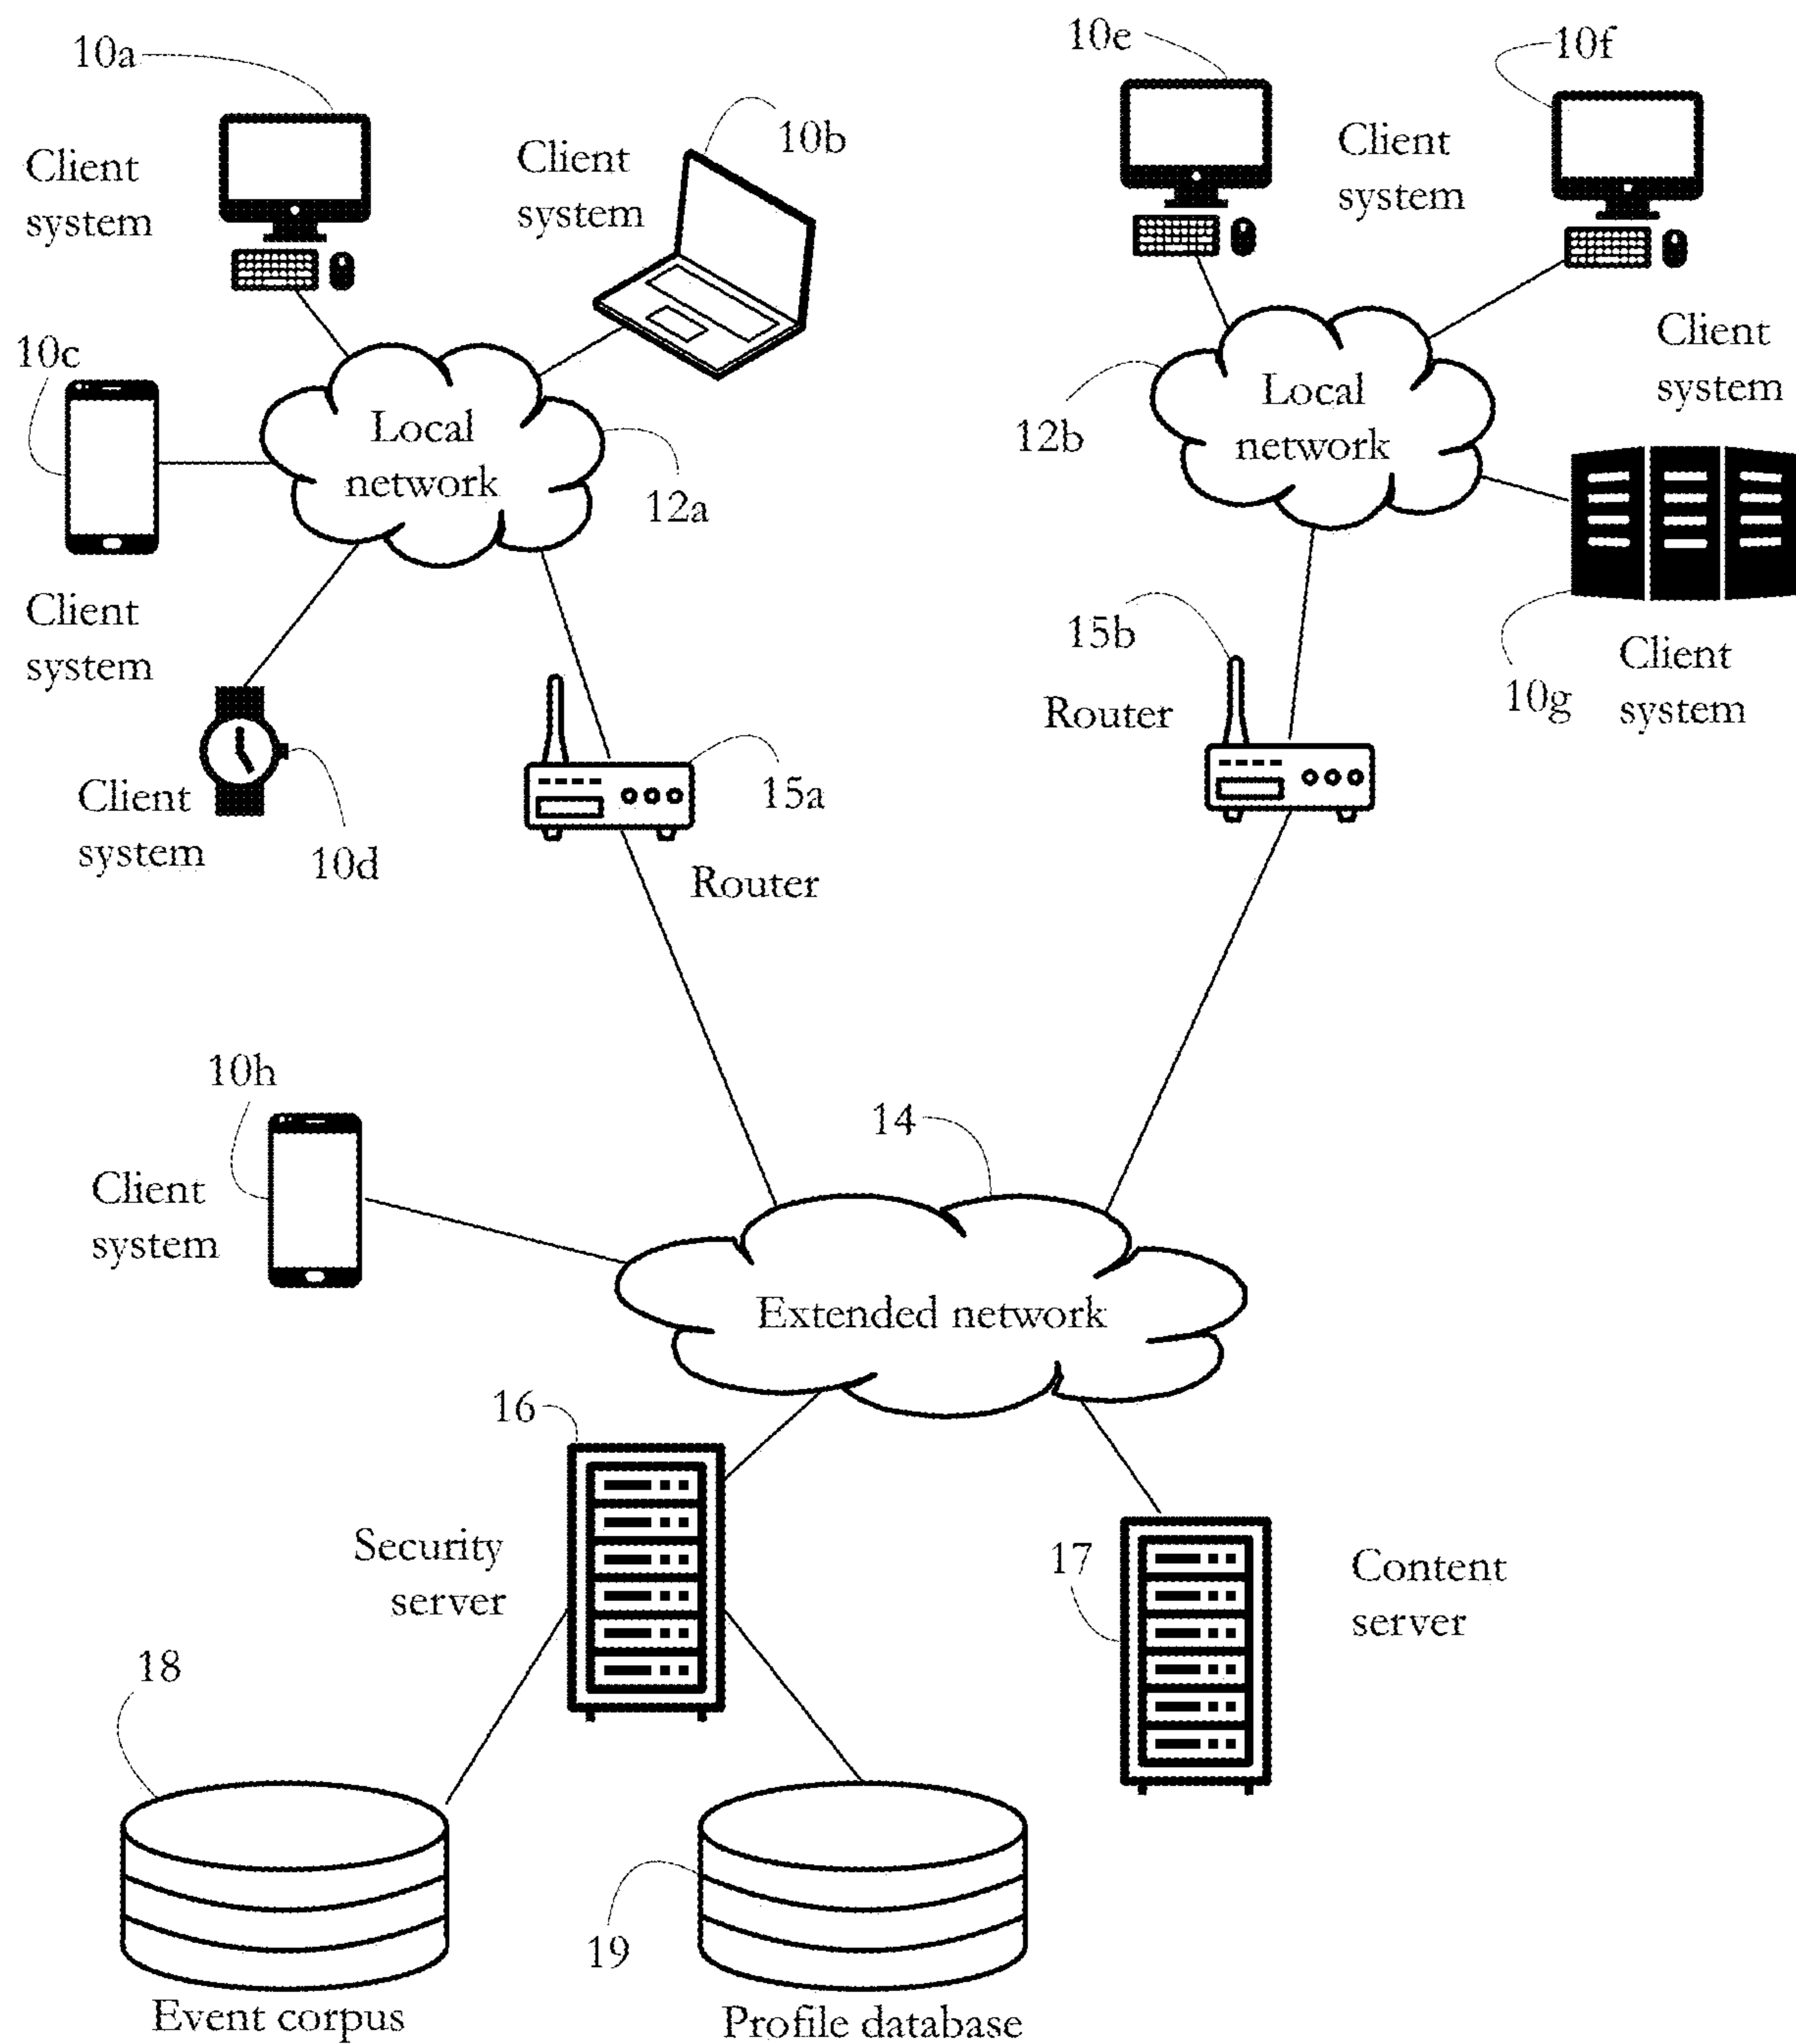 10a
Client
system
Client
system
10b
10e
Client
system
10f
10c
Local
network
12a
Client
system
12b
Local
network
Client
system
Client
system
10d
15a
Router
15b
Router
10g
Client
system
10h
Client
system
14
Extended network
16
Security
server
17
Content
server
18
Event corpus
19
Profile database